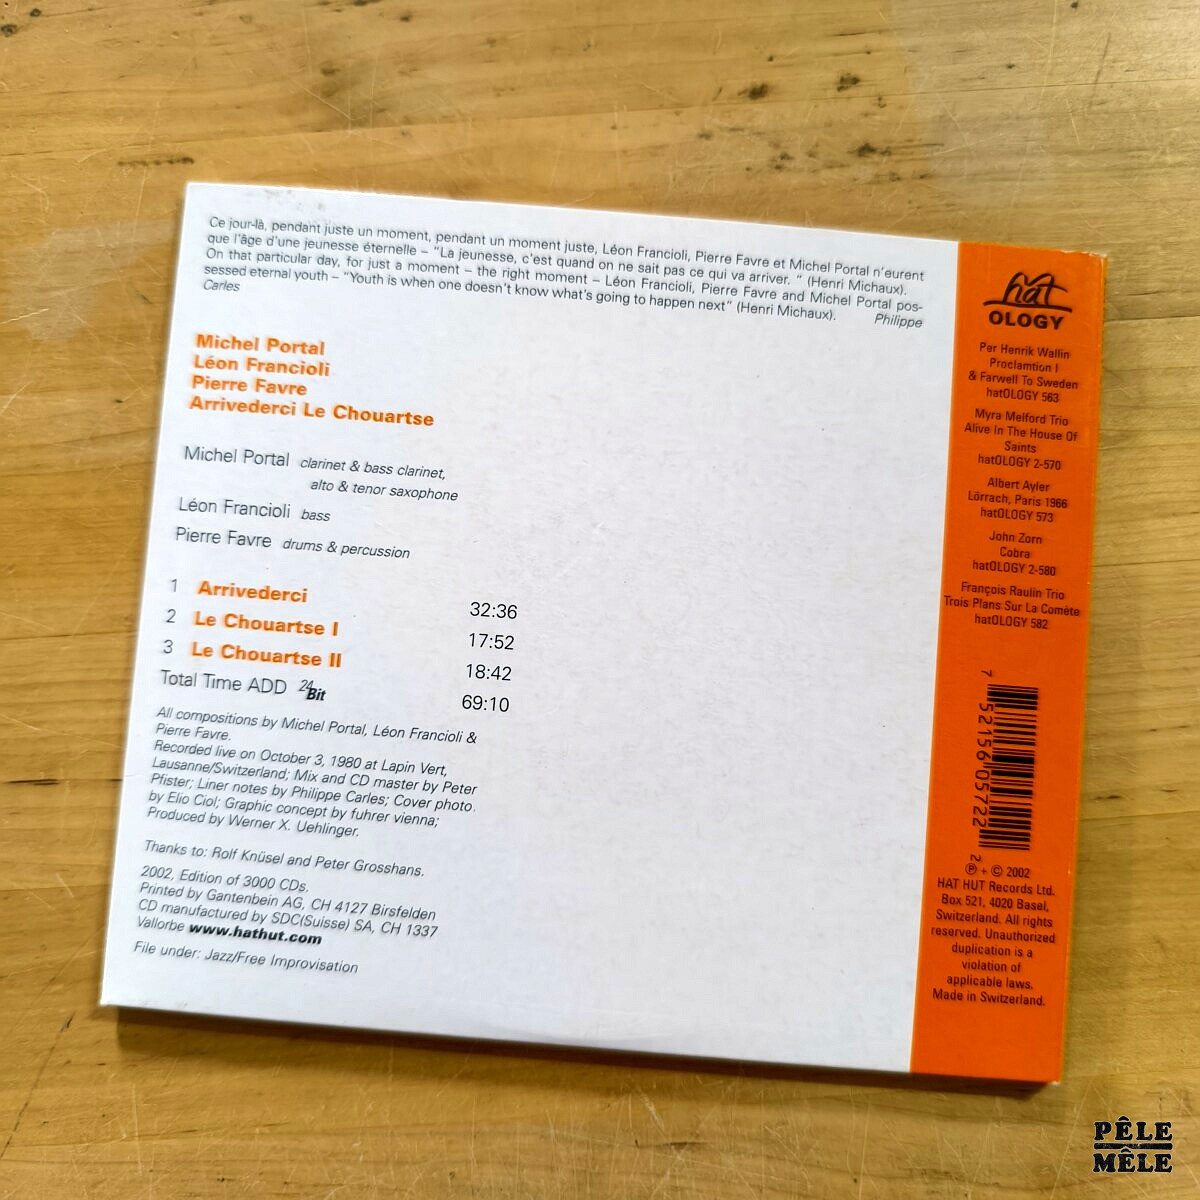 Ce jour-là, pendant juste un moment, pendant un moment juste, Léon Francioli, Pierre Favre et Michel Portal n'eurent
que l'âge d'une jeunesse éternelle – "La jeunesse, c'est quand on ne sait pas ce qui va arriver. " (Henri Michaux).
On that particular day, for just a moment – the right moment – Léon Francioli, Pierre Favre and Michel Portal pos-
sessed eternal youth – "Youth is when one doesn't know what's going to happen next" (Henri Michaux). Philippe
Carles
Michel Portal
Léon Francioli
Pierre Favre
Arrivederci Le Chouartse
Michel Portal clarinet & bass clarinet,
alto & tenor saxophone
Léon Francioli bass
Pierre Favre drums & percussion
1 Arrivederci 32:36
2 Le Chouartse I 17:52
3 Le Chouartse II 18:42
Total Time ADD 24 Bit 69:10
All compositions by Michel Portal, Léon Francioli &
Pierre Favre.
Recorded live on October 3, 1980 at Lapin Vert,
Lausanne/Switzerland; Mix and CD master by Peter
Pfister; Liner notes by Philippe Carles; Cover photo
by Elio Ciol; Graphic concept by fuhrer vienna;
Produced by Werner X. Uehlinger.
Thanks to: Rolf Knüsel and Peter Grosshans.
2002, Edition of 3000 CDs.
Printed by Gantenbein AG, CH 4127 Birsfelden
CD manufactured by SDC(Suisse) SA, CH 1337
Vallorbe www.hathut.com
File under: Jazz/Free Improvisation
hat
OLOGY
Per Henrik Wallin
Proclamtion I
& Farwell To Sweden
hatOLOGY 563
Myra Melford Trio
Alive In The House Of
Saints
hatOLOGY 2-570
Albert Ayler
Lörrach, Paris 1966
hatOLOGY 573
John Zorn
Cobra
hatOLOGY 2-580
François Raulin Trio
Trois Plans Sur La Comète
hatOLOGY 582
7 52156 05722 2
℗ + © 2002
HAT HUT Records Ltd.
Box 521, 4020 Basel,
Switzerland. All rights
reserved. Unauthorized
duplication is a
violation of
applicable laws.
Made in Switzerland.
PÊLE
MÊLE